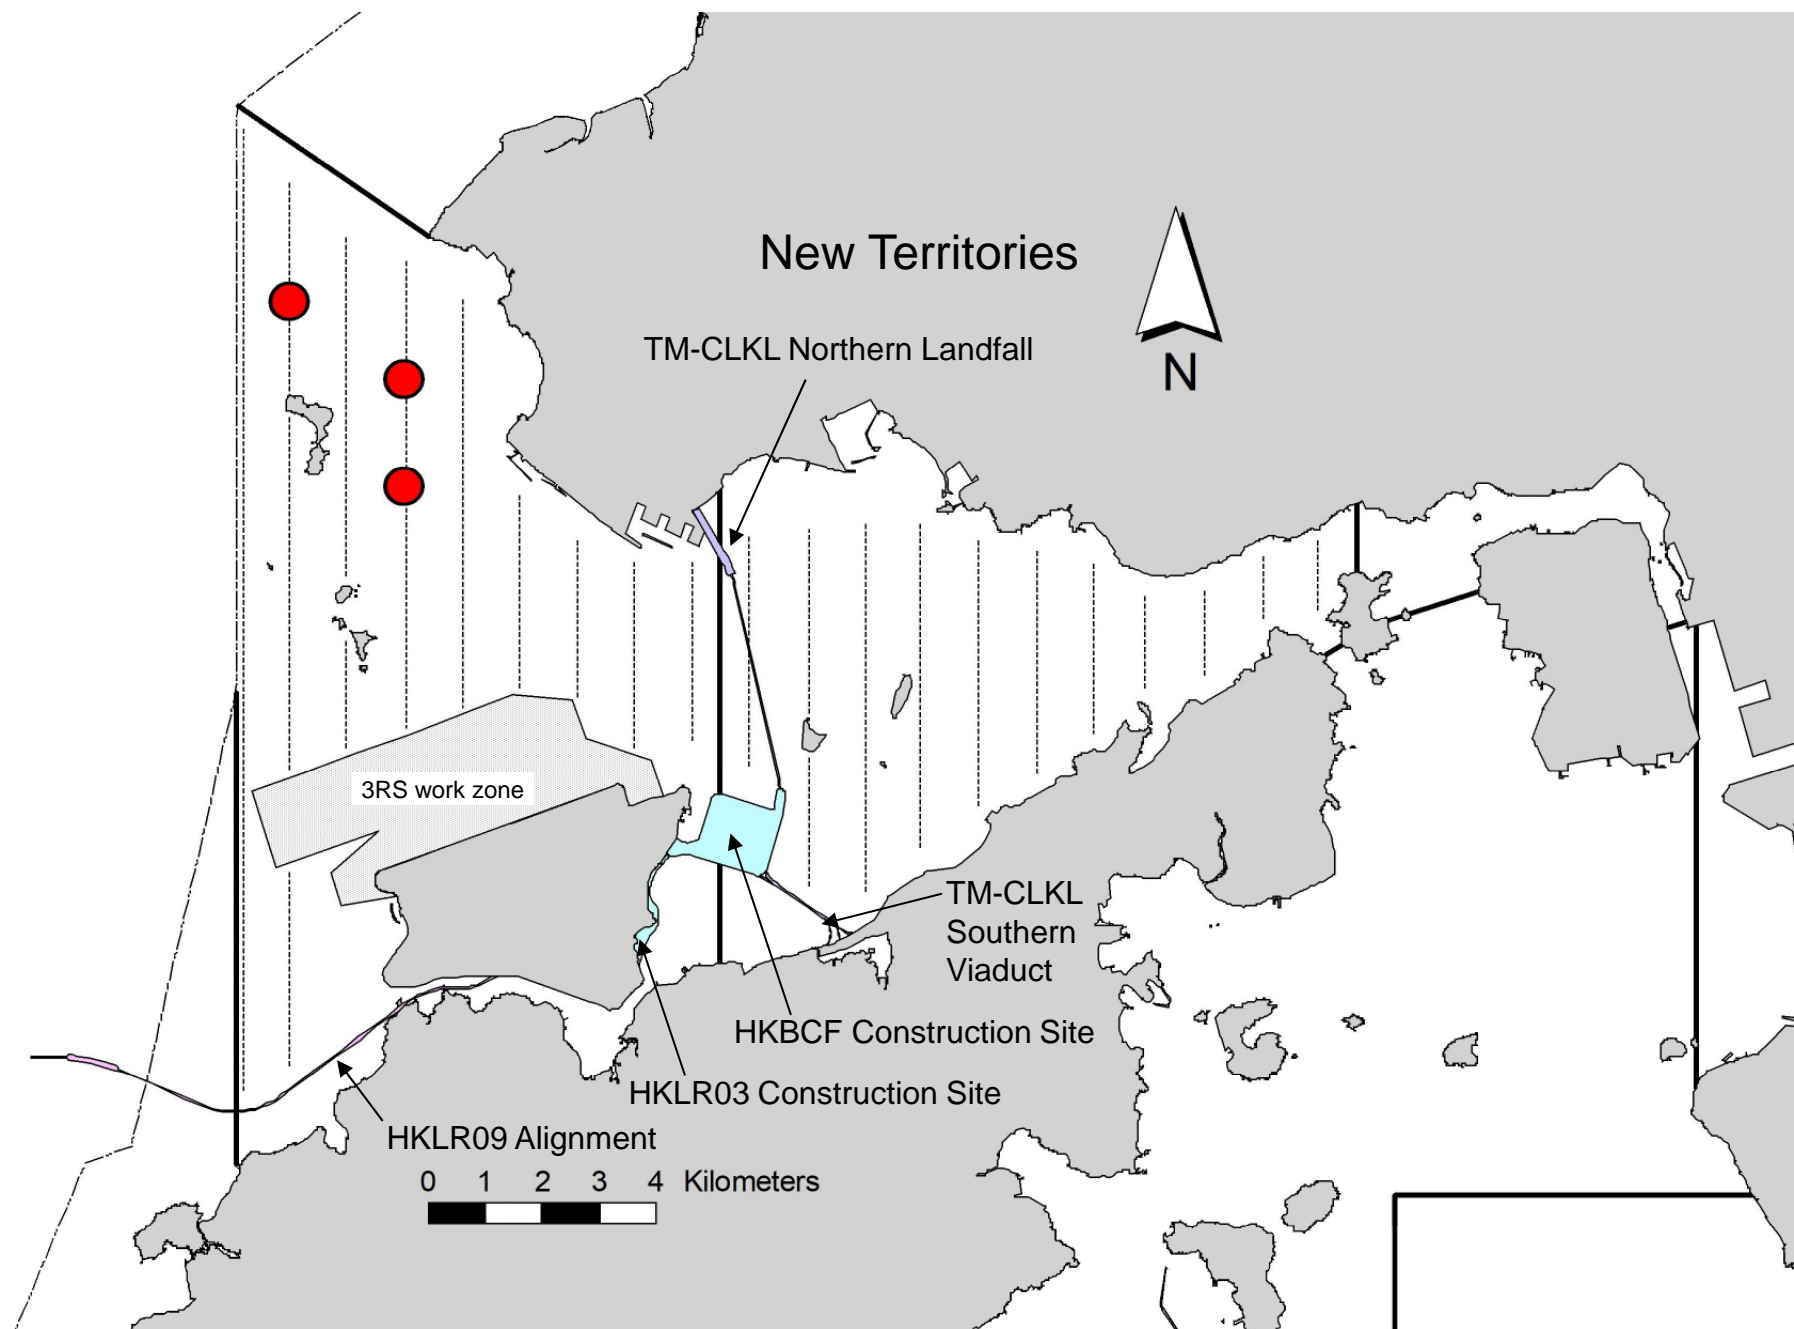 New Territories
TM-CLKL Northern Landfall
N
3RS work zone
TM-CLKL
Southern
Viaduct
HKBCF Construction Site
HKLR03 Construction Site
HKLR09 Alignment
0 1 2 3 4 Kilometers